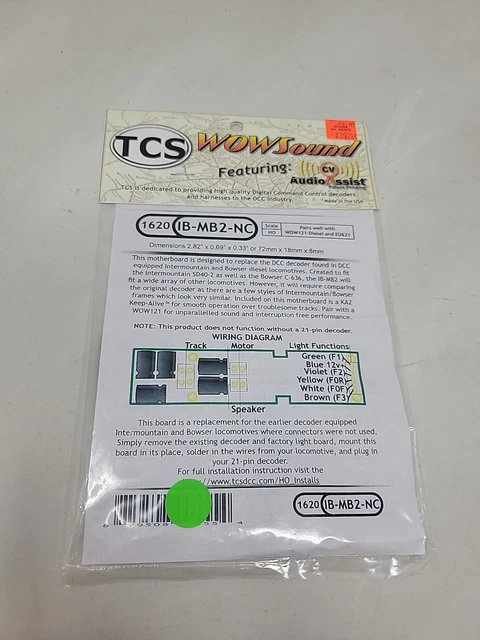 TCS WOWSound
Featuring: CV
Audio Assist
TCS is dedicated to providing high quality Digital Command Control decoders
and harnesses to the DCC industry.
Made in the USA
1620 IB-MB2-NC
Scale
HO
Pairs well with
WOW121-Diesel and EU621
Dimensions 2.82" x 0.69" x 0.33" or 72mm x 18mm x 8mm
This motherboard is designed to replace the DCC decoder found in DCC
equipped Intermountain and Bowser diesel locomotives. Created to fit
the Intermountain SD40-2 as well as the Bowser C-636, the IB-MB2 will
fit a wide array of other locomotives. However, it will require comparing
the original decoder as there are a few styles of Intermountain/Bowser
frames which look very similar. Included on this motherboard is a KA2
Keep-Alive™ for smooth operation over troublesome tracks. Pair with a
WOW121 for unparallelled sound and interruption free performance.
NOTE: This product does not function without a 21-pin decoder.
WIRING DIAGRAM
Track Motor Light Functions
Green (F1)
Blue 12v+
Violet (F2)
Yellow (F0R)
White (F0F)
Brown (F3)
Speaker
This board is a replacement for the earlier decoder equipped
Intermountain and Bowser locomotives where connectors were not used.
Simply remove the existing decoder and factory light board, mount this
board in its place, solder in the wires from your locomotive, and plug in
your 21-pin decoder.
For full installation instruction visit the
//www.tcsdcc.com/HO_Installs
1620 IB-MB2-NC